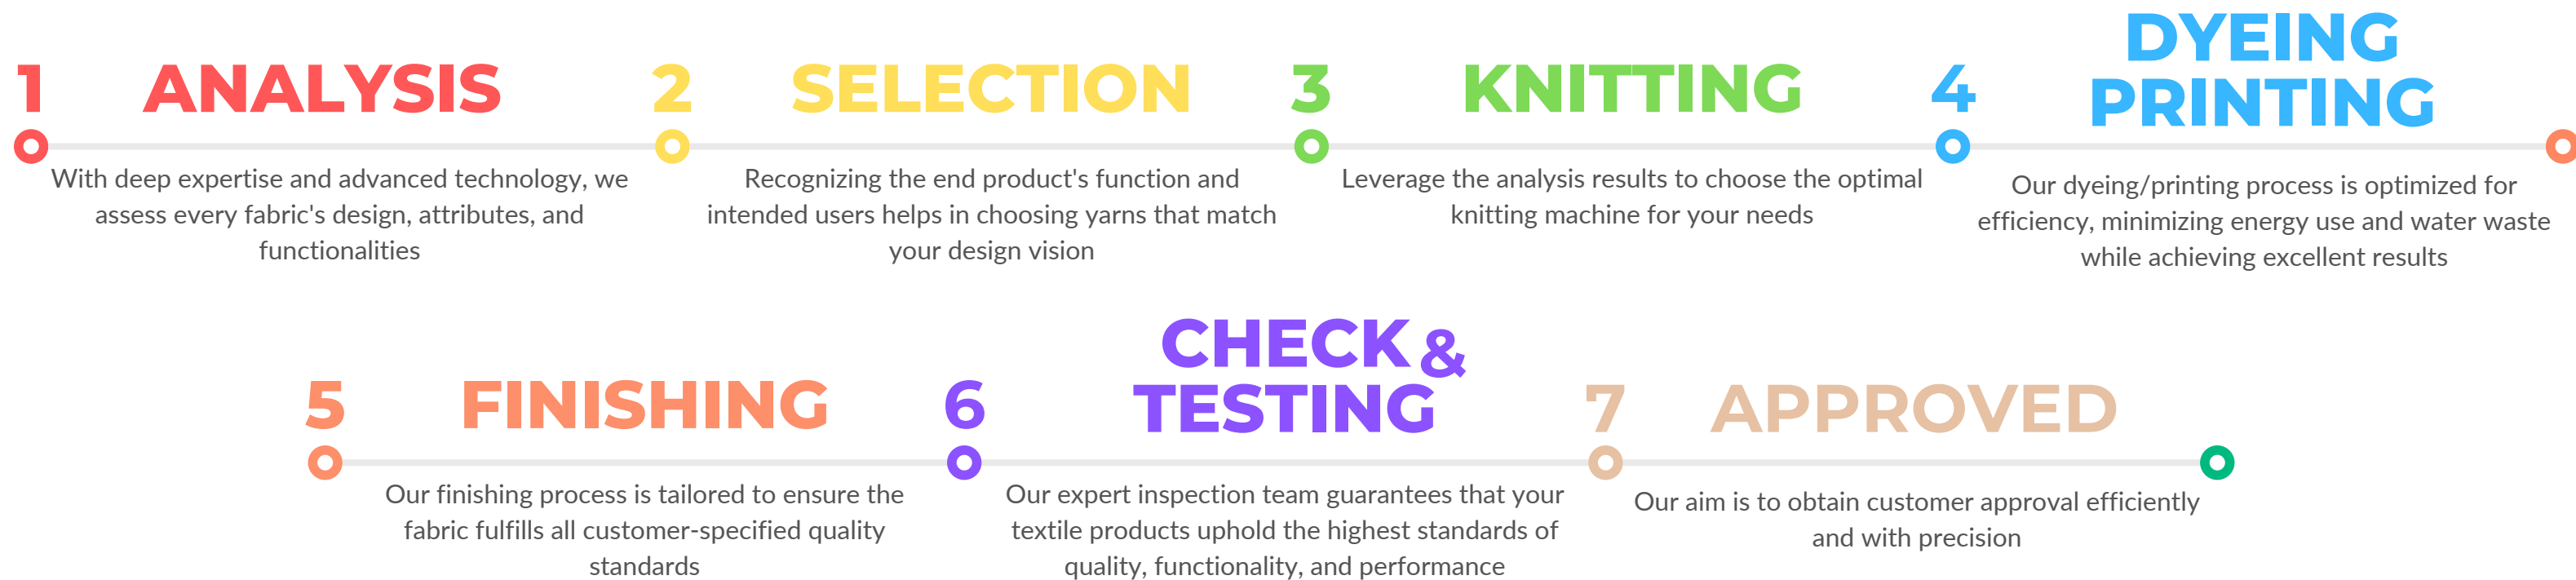 1 ANALYSIS
With deep expertise and advanced technology, we
assess every fabric's design, attributes, and
functionalities
2 SELECTION
Recognizing the end product's function and
intended users helps in choosing yarns that match
your design vision
3 KNITTING
Leverage the analysis results to choose the optimal
knitting machine for your needs
4 DYEING
PRINTING
Our dyeing/printing process is optimized for
efficiency, minimizing energy use and water waste
while achieving excellent results
5 FINISHING
Our finishing process is tailored to ensure the
fabric fulfills all customer-specified quality
standards
6 CHECK &
TESTING
Our expert inspection team guarantees that your
textile products uphold the highest standards of
quality, functionality, and performance
7 APPROVED
Our aim is to obtain customer approval efficiently
and with precision